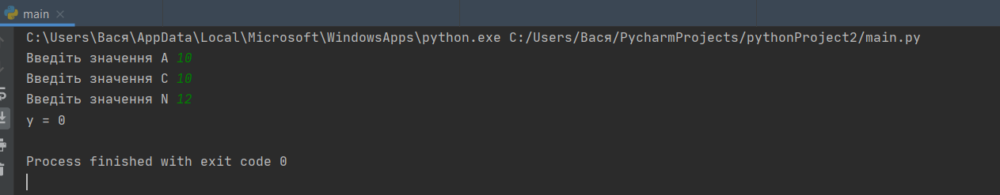 main
C:\Users\Вася\AppData\Local\Microsoft\WindowsApps\python.exe C:/Users/Вася/PycharmProjects/pythonProject2/main.py
Введіть значення A 10
Введіть значення C 10
Введіть значення N 12
y = 0
Process finished with exit code 0